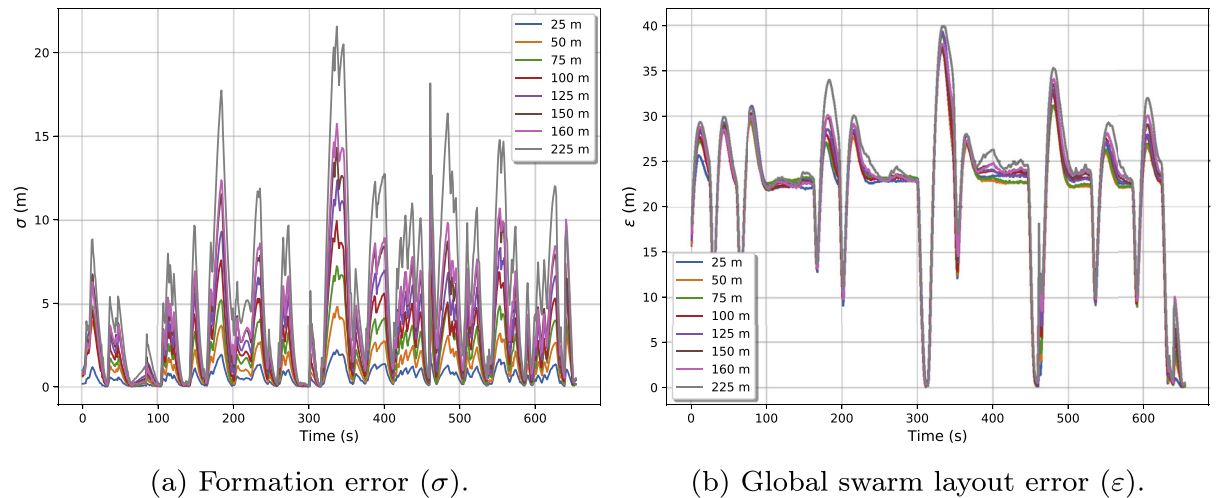 25 m
50 m
75 m
100 m
125 m
150 m
160 m
225 m
20
15
10
5
0
σ (m)
0 100 200 300 400 500 600
Time (s)
(a) Formation error (σ).
40
35
30
25
20
15
10
5
0
ε (m)
25 m
50 m
75 m
100 m
125 m
150 m
160 m
225 m
0 100 200 300 400 500 600
Time (s)
(b) Global swarm layout error (ε).